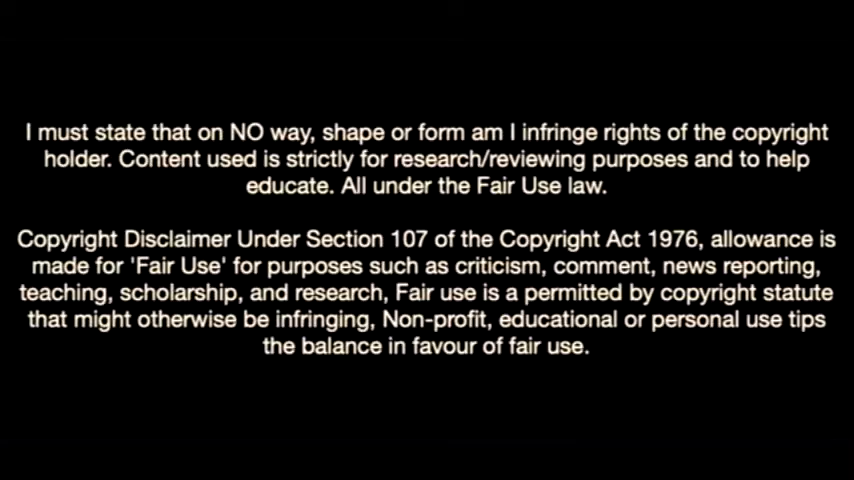 I must state that on NO way, shape or form am I infringe rights of the copyright
holder. Content used is strictly for research/reviewing purposes and to help
educate. All under the Fair Use law.
Copyright Disclaimer Under Section 107 of the Copyright Act 1976, allowance is
made for 'Fair Use' for purposes such as criticism, comment, news reporting,
teaching, scholarship, and research, Fair use is a permitted by copyright statute
that might otherwise be infringing, Non-profit, educational or personal use tips
the balance in favour of fair use.